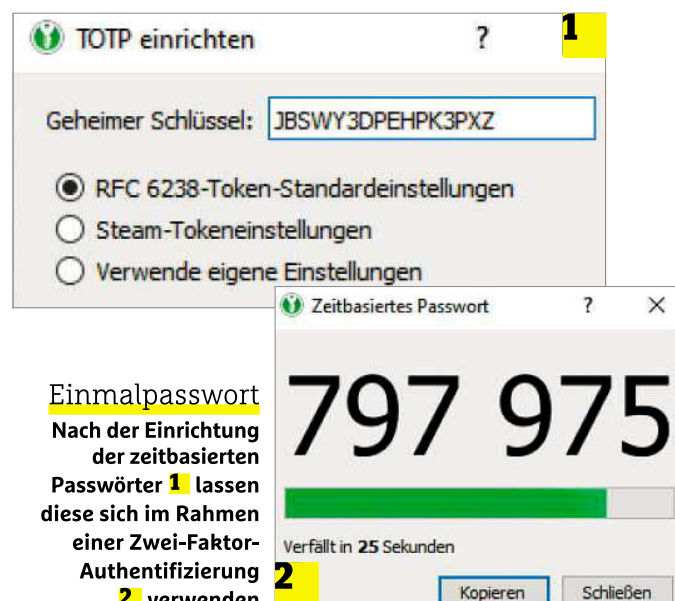 TOTP einrichten ? 1
Geheimer Schlüssel: JBSWY3DPEHPK3PXZ
RFC 6238-Token-Standardeinstellungen
Steam-Tokeneinstellungen
Verwende eigene Einstellungen
Zeitbasiertes Passwort ?
797 975
Verfällt in 25 Sekunden
2
Kopieren Schließen
Einmalpasswort
Nach der Einrichtung
der zeitbasierten
Passwörter 1 lassen
diese sich im Rahmen
einer Zwei-Faktor-
Authentifizierung
2 verwenden